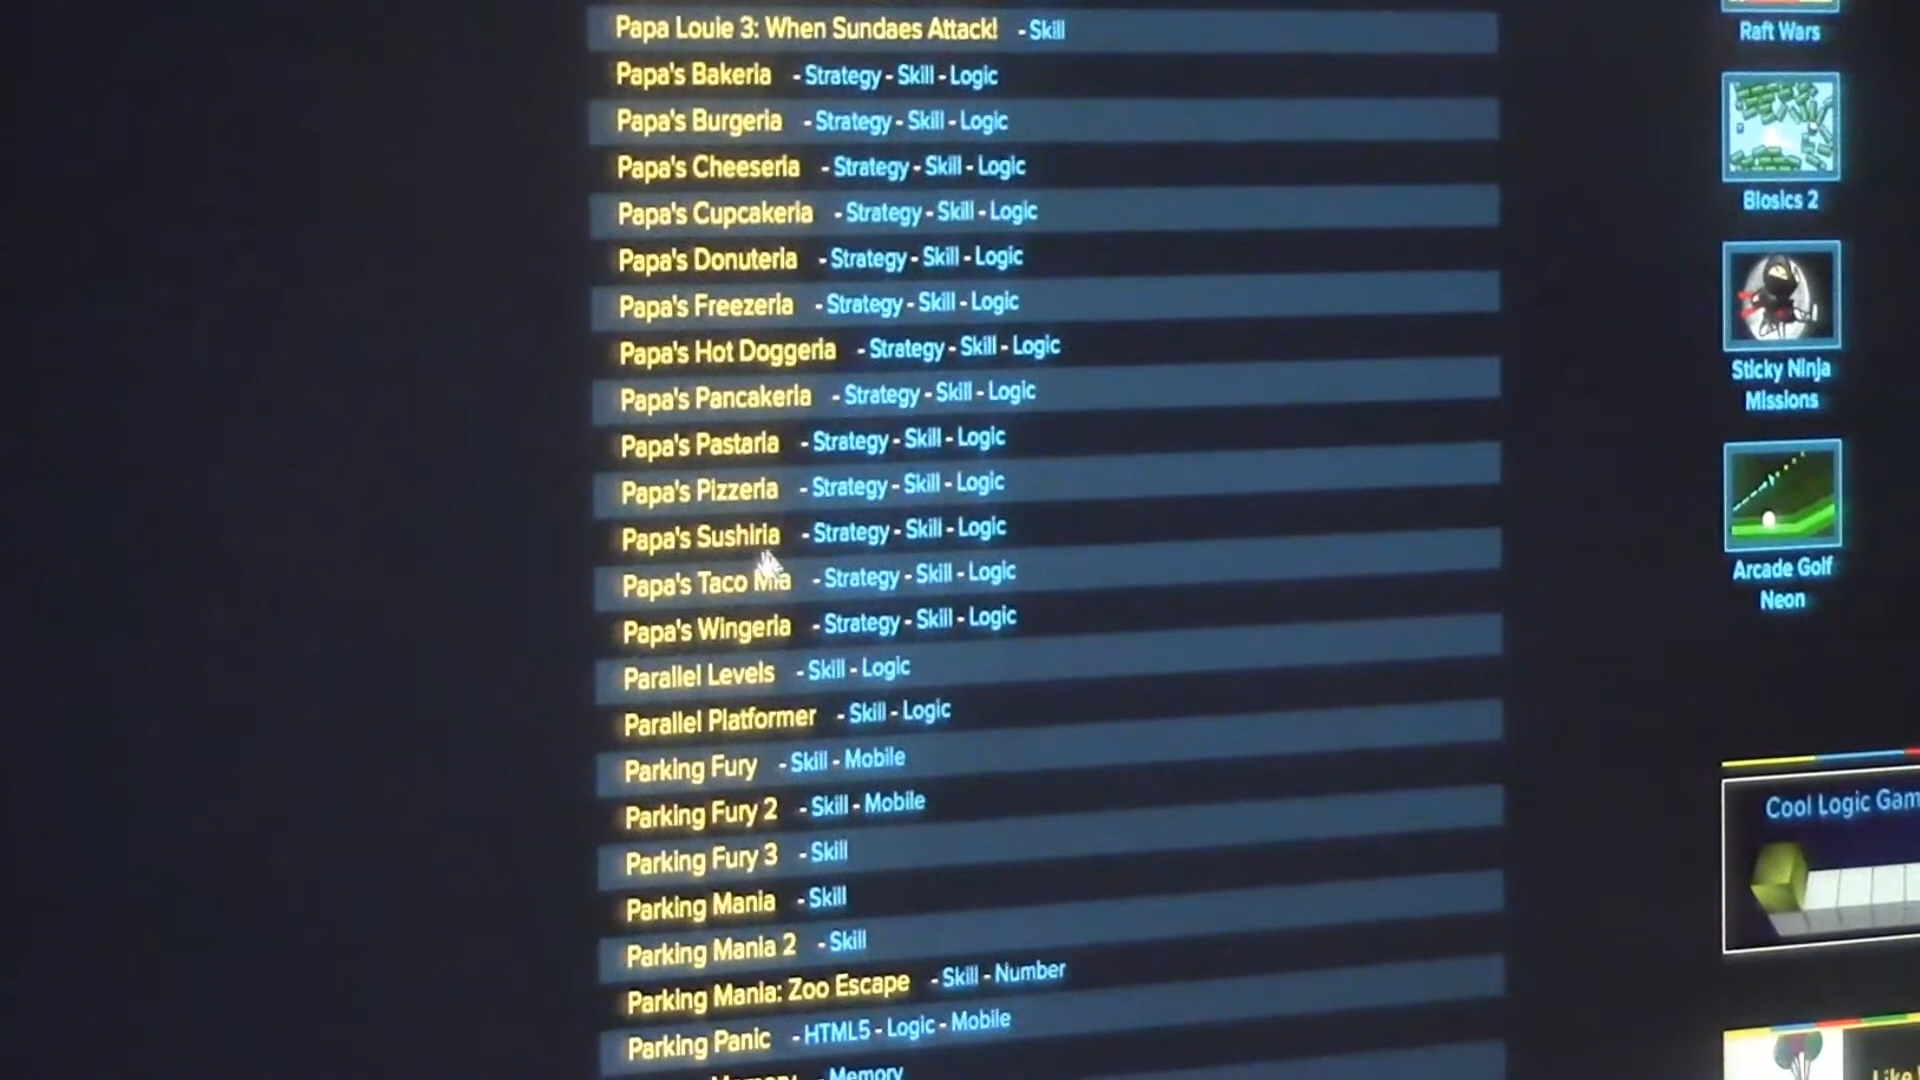 Papa Louie 3: When Sundaes Attack! - Skill
Papa's Bakeria - Strategy - Skill - Logic
Papa's Burgeria - Strategy - Skill - Logic
Papa's Cheeseria - Strategy - Skill - Logic
Papa's Cupcakeria - Strategy - Skill - Logic
Papa's Donuteria - Strategy - Skill - Logic
Papa's Freezeria - Strategy - Skill - Logic
Papa's Hot Doggeria - Strategy - Skill - Logic
Papa's Pancakeria - Strategy - Skill - Logic
Papa's Pastaria - Strategy - Skill - Logic
Papa's Pizzeria - Strategy - Skill - Logic
Papa's Sushiria - Strategy - Skill - Logic
Papa's Taco Mia - Strategy - Skill - Logic
Papa's Wingeria - Strategy - Skill - Logic
Parallel Levels - Skill - Logic
Parallel Platformer - Skill - Logic
Parking Fury - Skill - Mobile
Parking Fury 2 - Skill - Mobile
Parking Fury 3 - Skill
Parking Mania - Skill
Parking Mania 2 - Skill
Parking Mania: Zoo Escape - Skill - Number
Parking Panic - HTML5 - Logic - Mobile
Memory - Memory
Raft Wars
Blosics 2
Sticky Ninja
Missions
Arcade Golf
Neon
Cool Logic Gam
Like